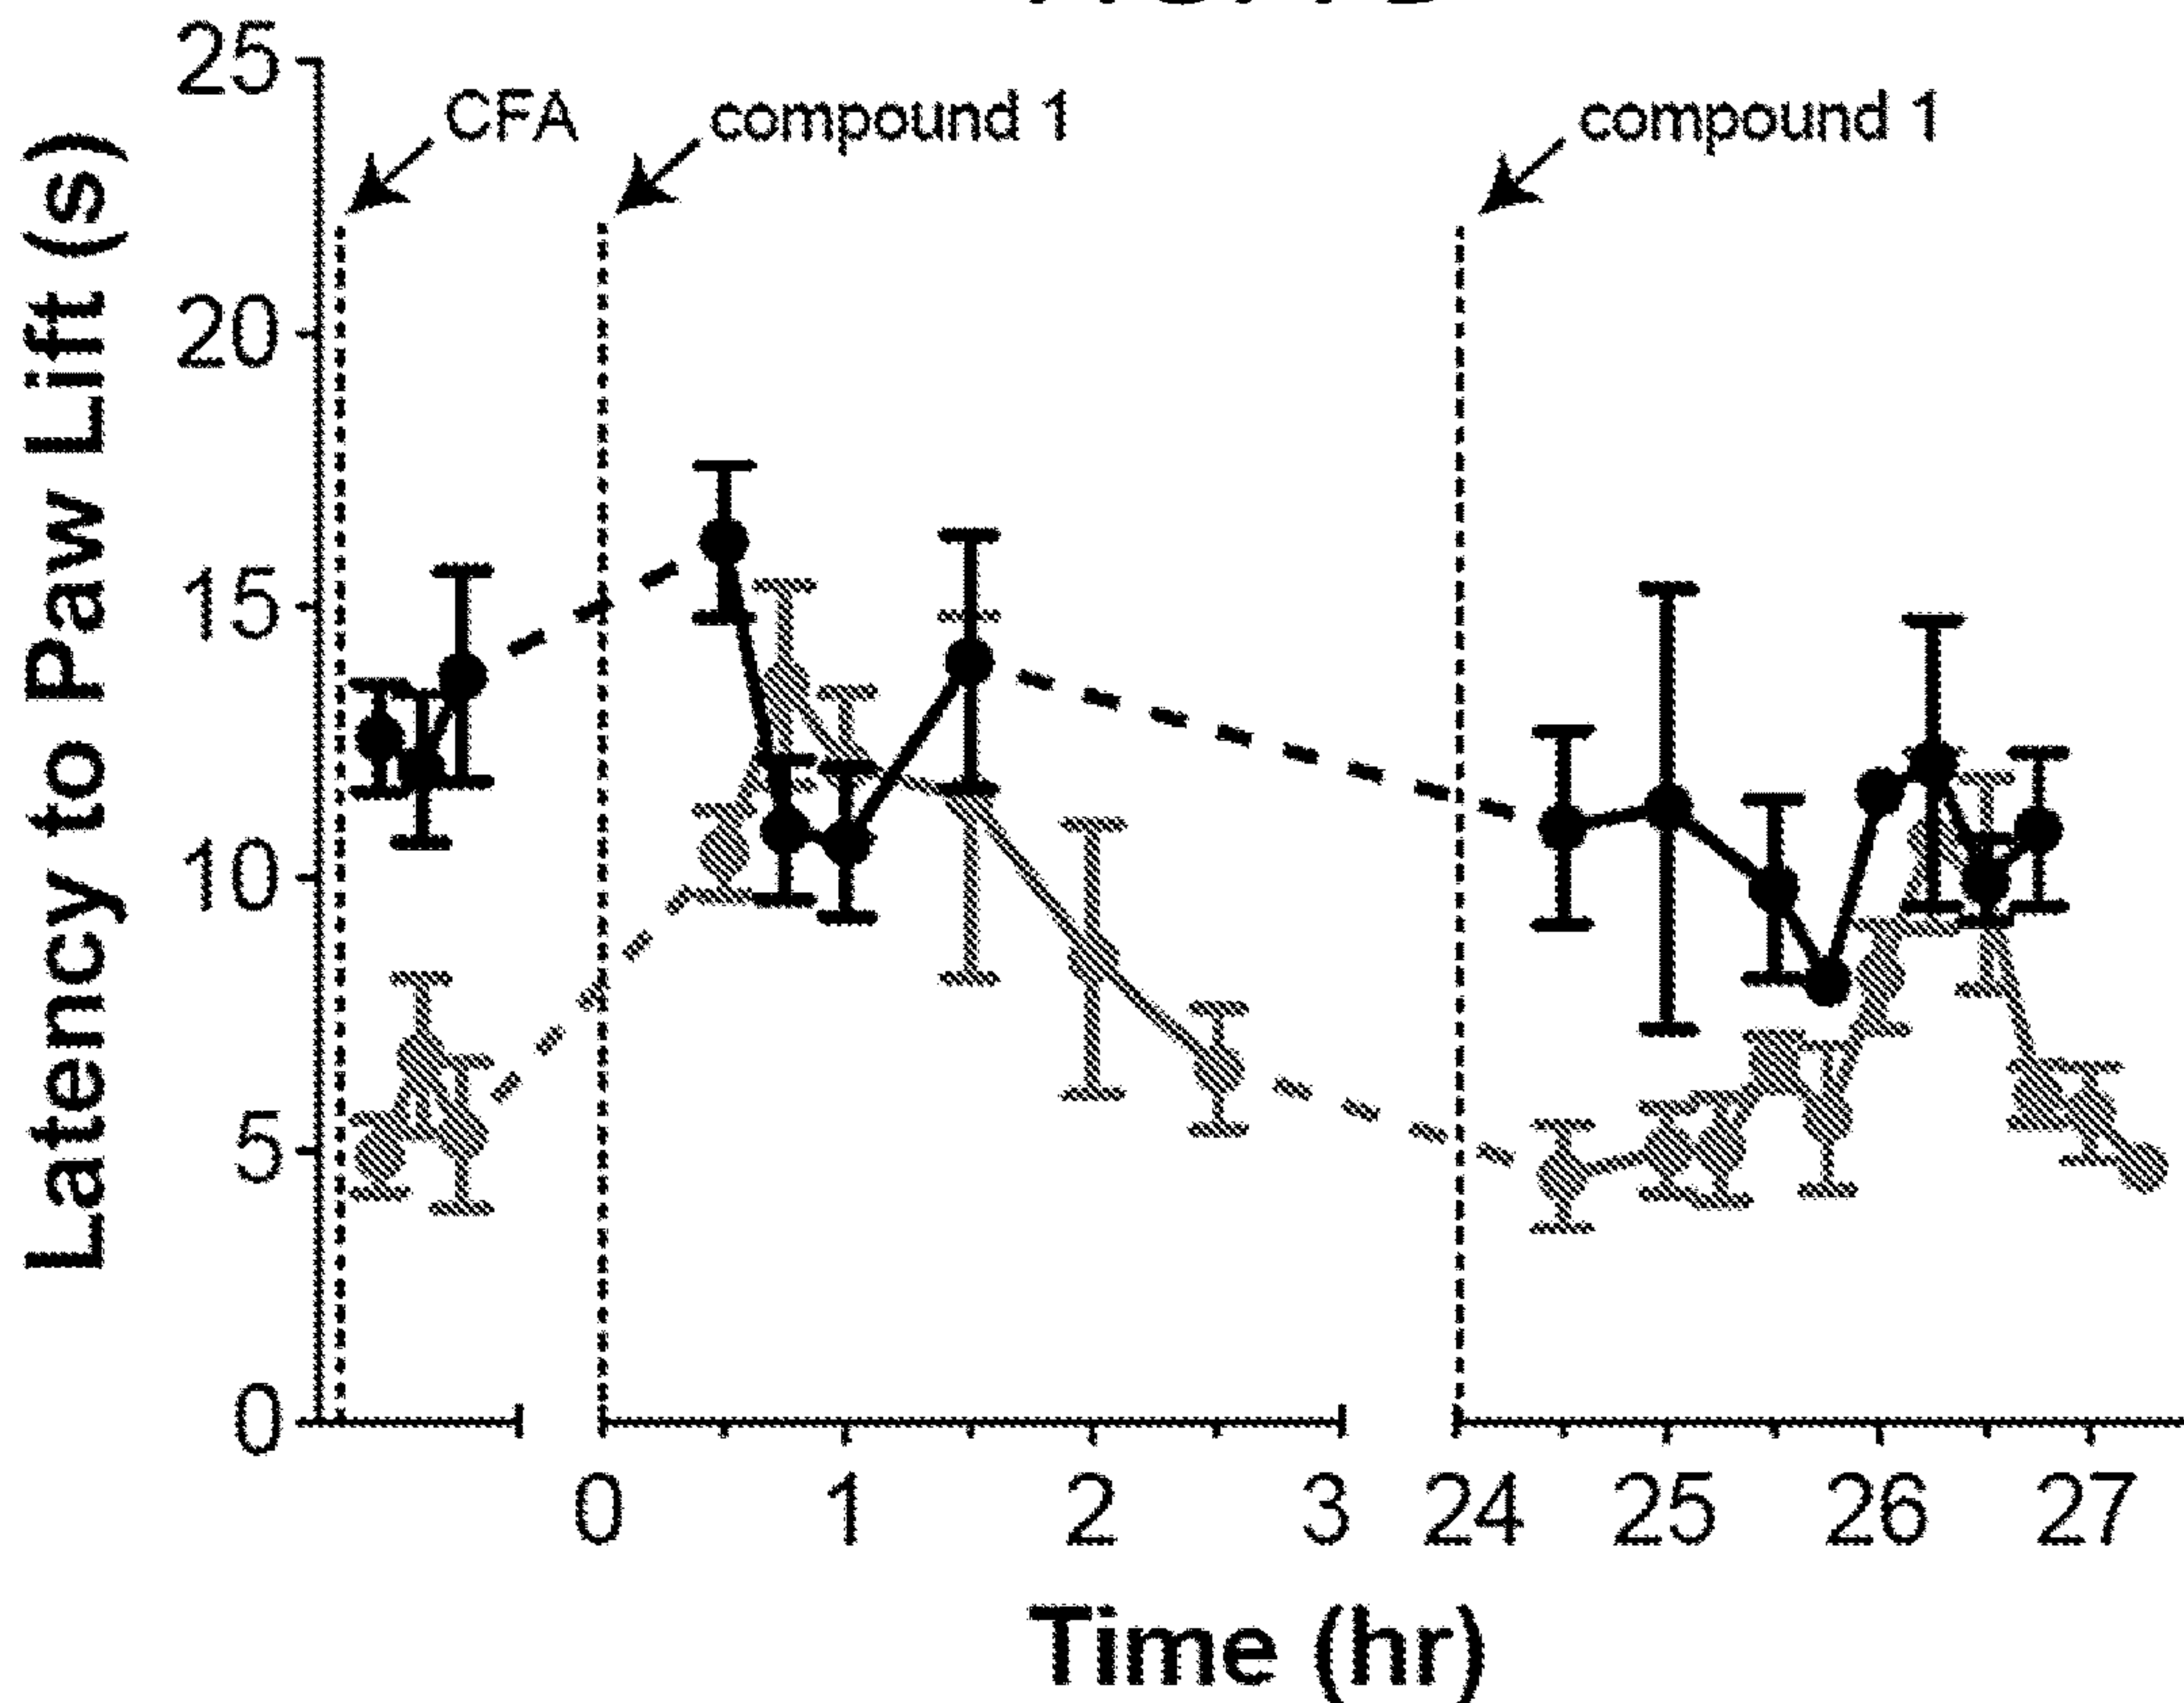 Latency to Paw Lift (s)
25
20
15
10
5
0
CFA
compound 1
compound 1
0 1 2 3 24 25 26 27
Time (hr)